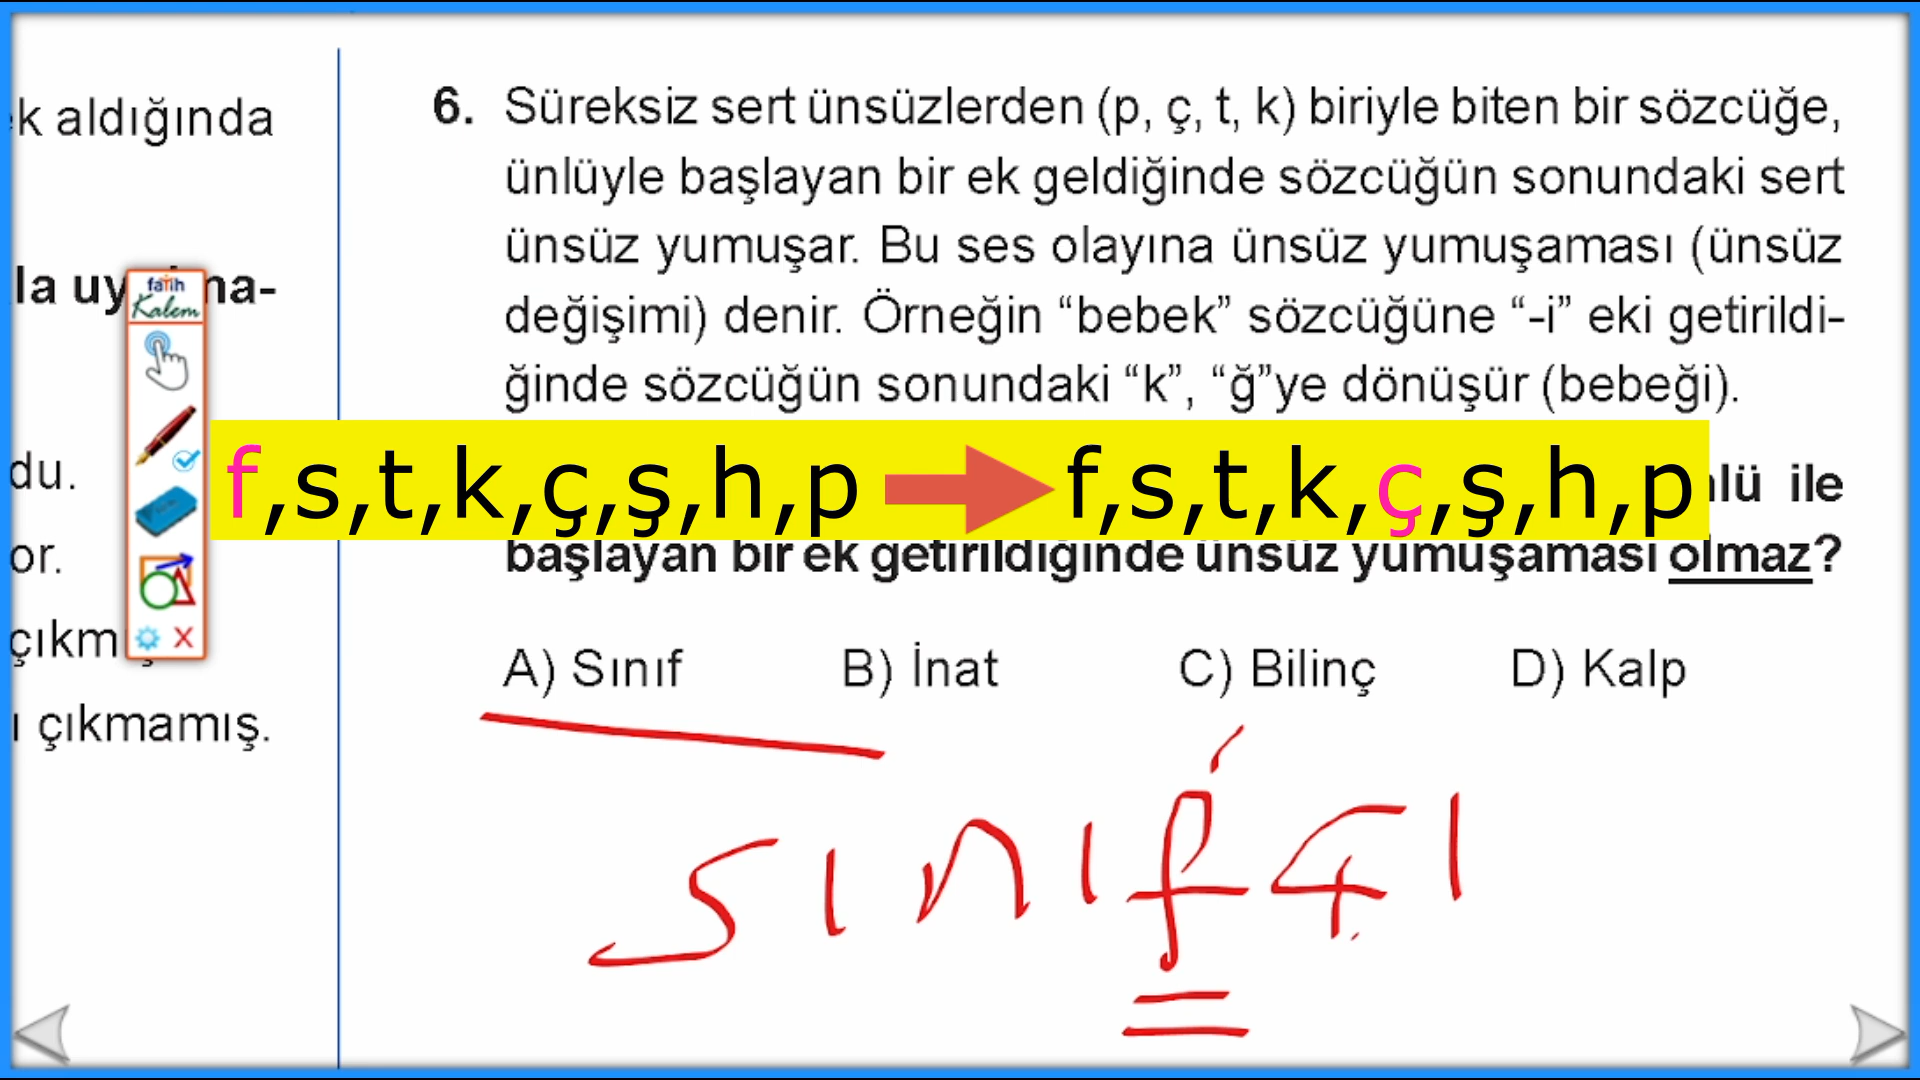 k aldığında
la uy
na-
du.
or.
çıkm
ı çıkmamış.
fatih
Kalem
6. Süreksiz sert ünsüzlerden (p, ç, t, k) biriyle biten bir sözcüğe,
ünlüyle başlayan bir ek geldiğinde sözcüğün sonundaki sert
ünsüz yumuşar. Bu ses olayına ünsüz yumuşaması (ünsüz
değişimi) denir. Örneğin “bebek” sözcüğüne “-i” eki getirildi-
ğinde sözcüğün sonundaki “k”, “ğ”ye dönüşür (bebeği).
f,s,t,k,ç,ş,h,p f,s,t,k,ç,ş,h,p
nlü ile
başlayan bir ek getirildiğinde ünsüz yumuşaması olmaz?
A) Sınıf B) İnat C) Bilinç D) Kalp
sınıfçı